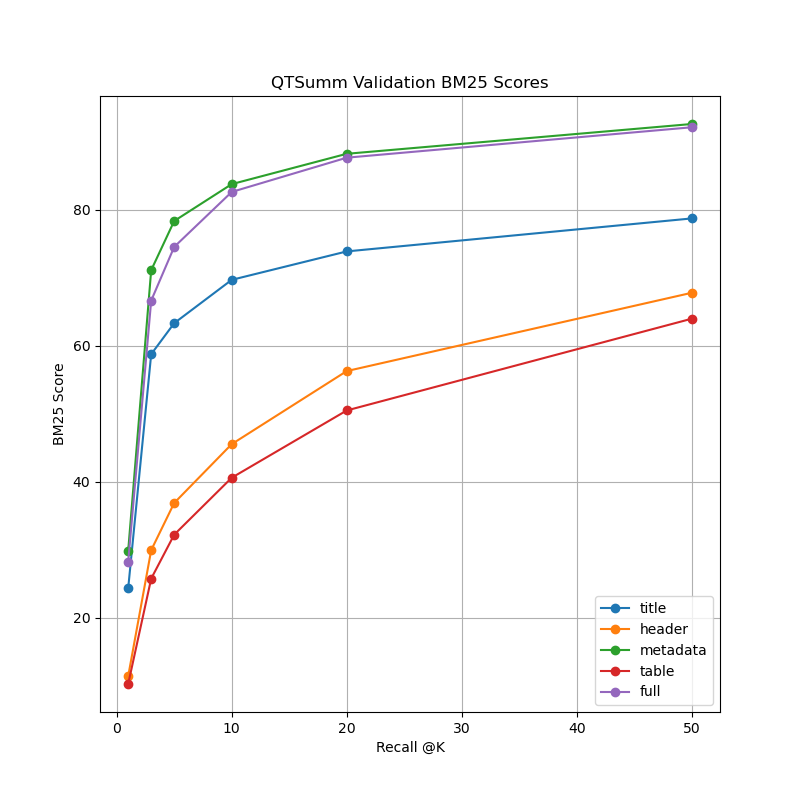 QTSumm Validation BM25 Scores
BM25 Score
80
60
40
20
0
10
20
30
40
50
Recall @K
title
header
metadata
table
full